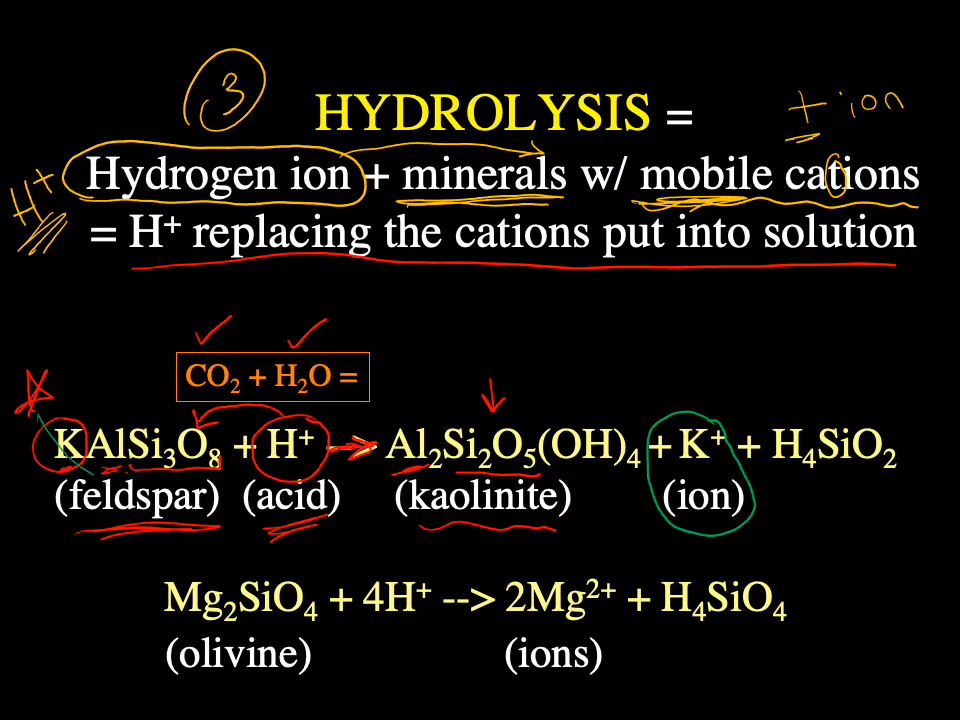 3
HYDROLYSIS =
+ ion
Hydrogen ion + minerals w/ mobile cations
H⁺
= H⁺ replacing the cations put into solution
CO₂ + H₂O =
KAlSi₃O₈ + H⁺ --> Al₂Si₂O₅(OH)₄ + K⁺ + H₄SiO₂
(feldspar) (acid) (kaolinite) (ion)
Mg₂SiO₄ + 4H⁺ --> 2Mg²⁺ + H₄SiO₄
(olivine) (ions)